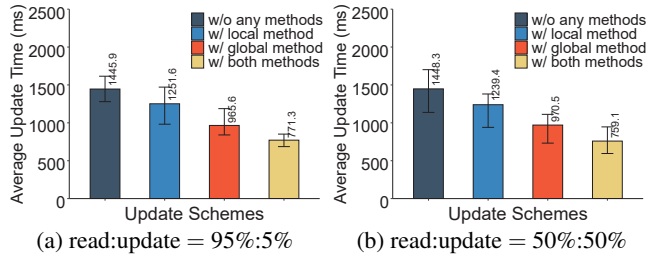 2500
2000
1500
1000
500
0
Average Update Time (ms)
w/o any methods
w/ local method
w/ global method
w/ both methods
1445.9
1251.6
965.6
771.3
Update Schemes
(a) read:update = 95%:5%
2500
2000
1500
1000
500
0
Average Update Time (ms)
w/o any methods
w/ local method
w/ global method
w/ both methods
1448.3
1239.4
970.5
759.1
Update Schemes
(b) read:update = 50%:50%